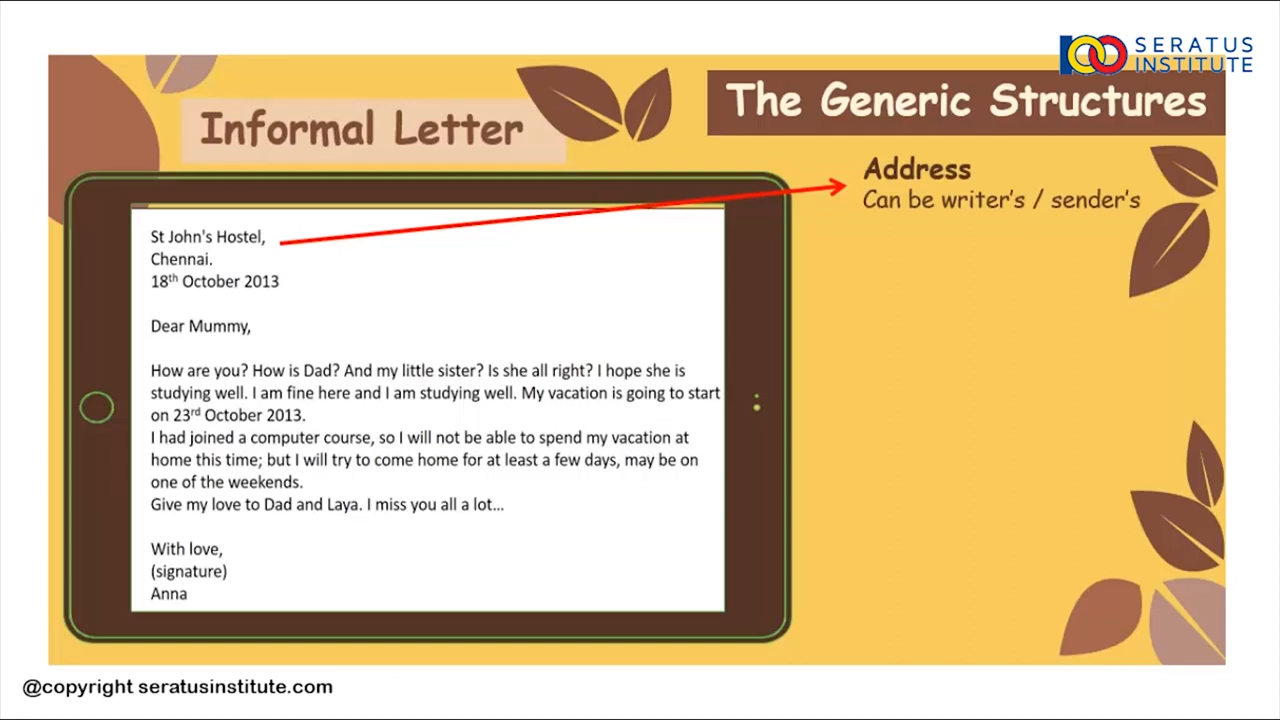 SERATUS
INSTITUTE
Informal Letter
The Generic Structures
Address
Can be writer's / sender's
St John's Hostel,
Chennai.
18th October 2013
Dear Mummy,
How are you? How is Dad? And my little sister? Is she all right? I hope she is
studying well. I am fine here and I am studying well. My vacation is going to start
on 23rd October 2013.
I had joined a computer course, so I will not be able to spend my vacation at
home this time; but I will try to come home for at least a few days, may be on
one of the weekends.
Give my love to Dad and Laya. I miss you all a lot...
With love,
(signature)
Anna
@copyright seratusinstitute.com